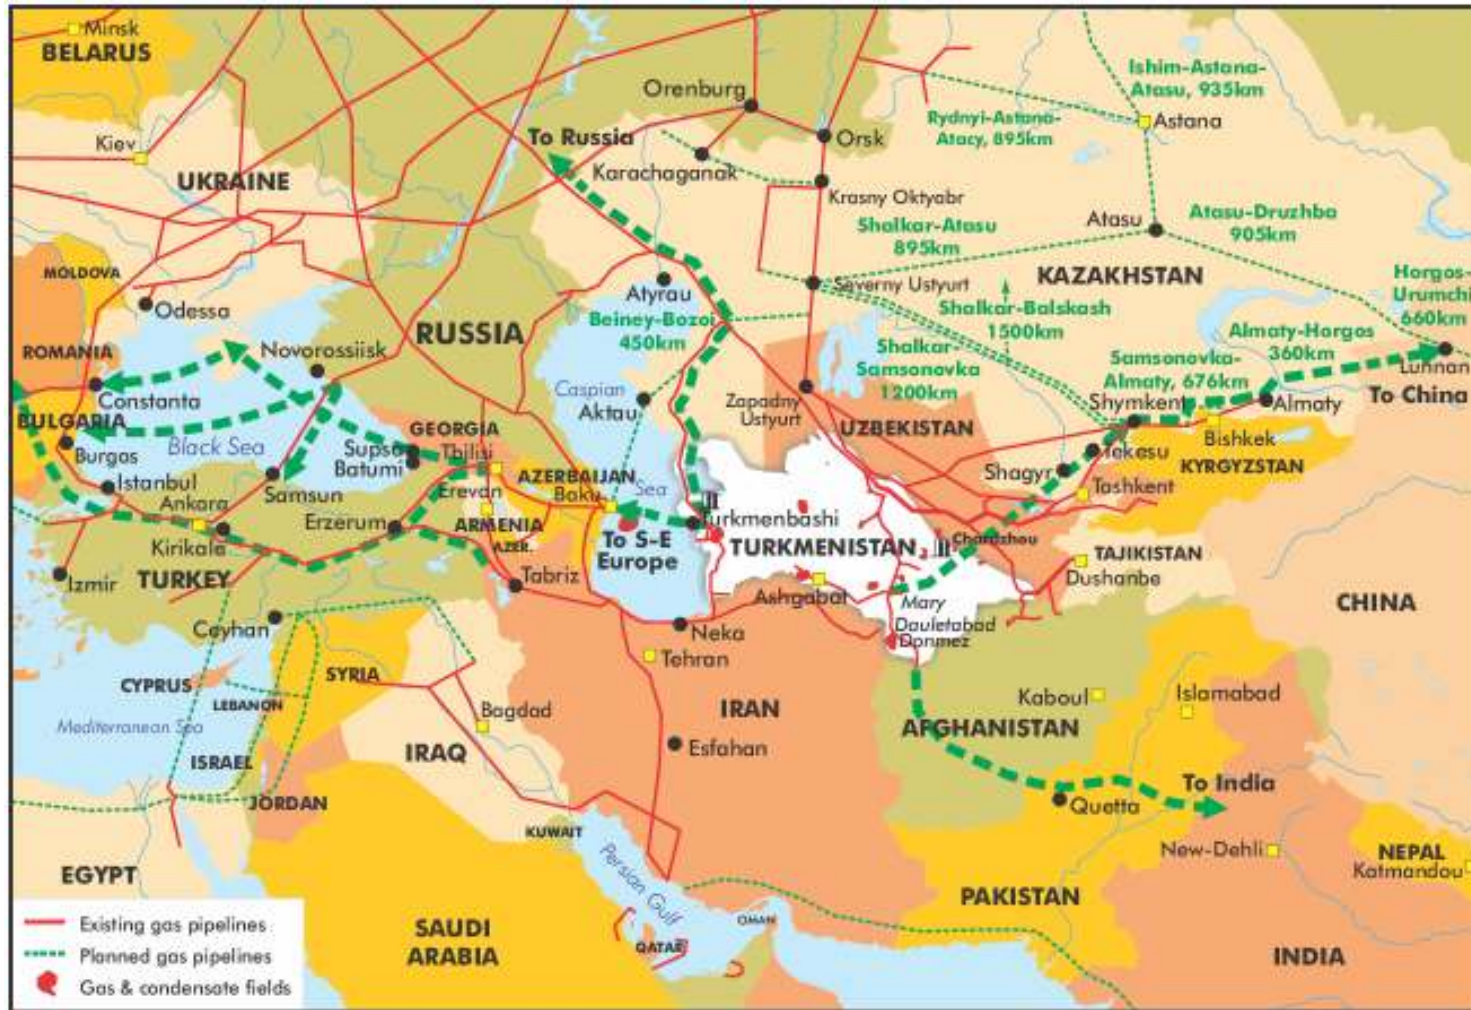 Minsk
BELARUS
Kiev
UKRAINE
MOLDOVA
Odessa
ROMANIA
Constanta
BULGARIA
Burgas
Black Sea
Istanbul
Ankara
Kirikale
Izmir
TURKEY
Ceyhan
Samsun
Novorossiisk
RUSSIA
Supsa
Batumi
GEORGIA
Tbilisi
Erevan
ARMENIA
AZER.
Erzerum
Tabriz
AZERBAIJAN
Baku
Caspian
Sea
To S-E
Europe
To Russia
Orenburg
Orsk
Karachaganak
Krasny Oktyabr
Atyrau
Beiney-Bozoi
450km
Aktau
Ishim-Astana-
Atasu, 935km
Rydnyi-Astana-
Atacy, 895km
Astana
Shalkar-Atasu
895km
Atasu
Atasu-Druzhba
905km
Severny Ustyurt
KAZAKHSTAN
Horgos-
Urumchi
660km
Shalkar-Balskash
1500km
Almaty-Horgos
360km
Shalkar-
Samsonovka
1200km
Samsonovka-
Almaty, 676km
Luhnan
To China
Zapadny
Ustyurt
UZBEKISTAN
Shymkent
Almaty
Bishkek
KYRGYZSTAN
Shagyr
Tekesu
Tashkent
Turkmenbashi
TURKMENISTAN
Chardzhou
TAJIKISTAN
Dushanbe
Ashgabat
Mary
Dauletabad
Donmez
CHINA
Neka
Tehran
IRAN
Esfahan
CYPRUS
SYRIA
LEBANON
Mediterranean Sea
ISRAEL
JORDAN
Bagdad
IRAQ
KUWAIT
Persian Gulf
QATAR
OMAN
EGYPT
SAUDI
ARABIA
Kaboul
AFGHANISTAN
Islamabad
Quetta
To India
New-Dehli
NEPAL
Katmandou
PAKISTAN
INDIA
Existing gas pipelines
Planned gas pipelines
Gas & condensate fields